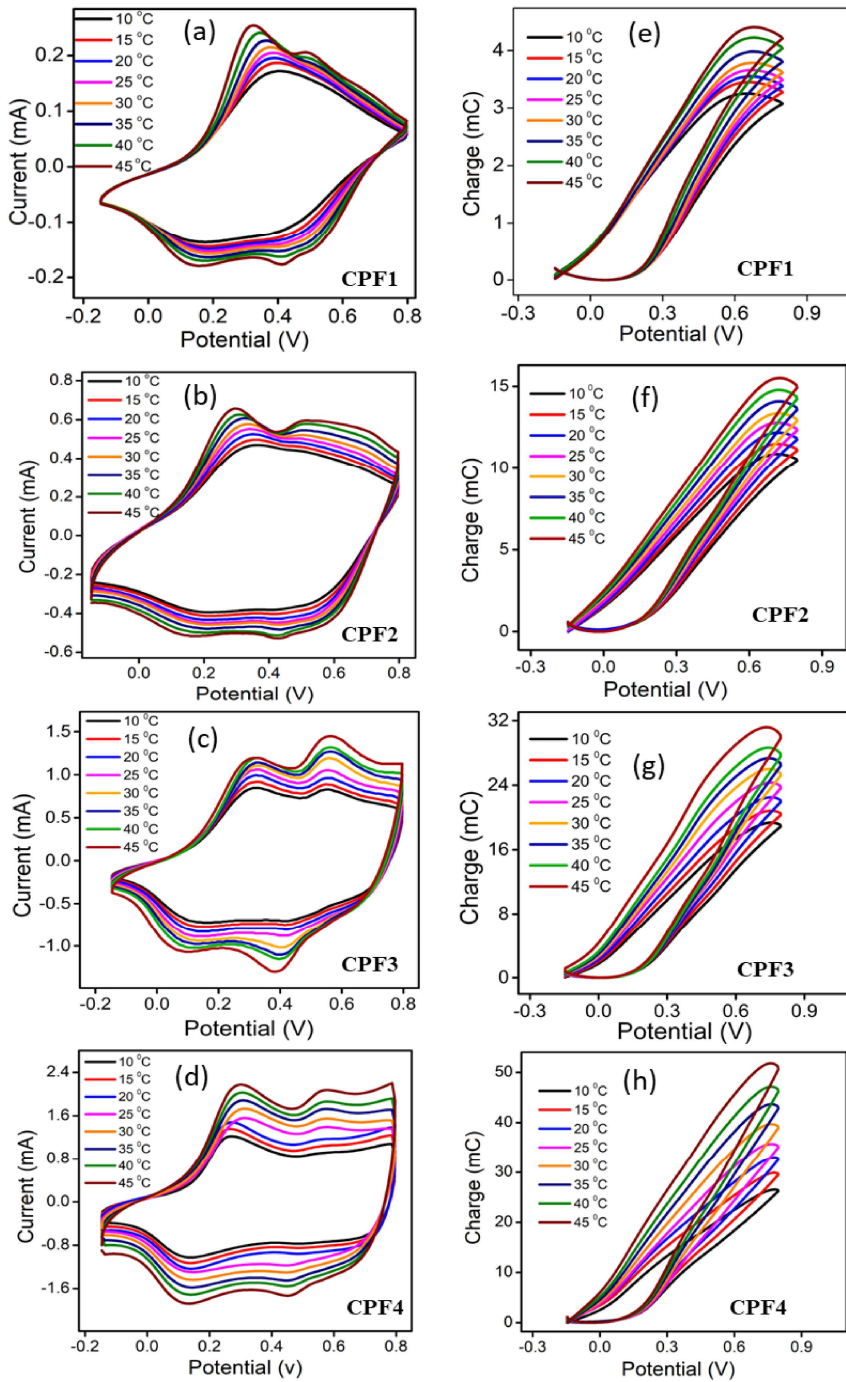 (a)
10 °C
15 °C
20 °C
25 °C
30 °C
35 °C
40 °C
45 °C
0.2
0.1
0.0
-0.1
-0.2
Current (mA)
CPF1
-0.2 0.0 0.2 0.4 0.6 0.8
Potential (V)
(e)
10 °C
15 °C
20 °C
25 °C
30 °C
35 °C
40 °C
45 °C
4
3
2
1
0
Charge (mC)
CPF1
-0.3 0.0 0.3 0.6 0.9
Potential (V)
(b)
10 °C
15 °C
20 °C
25 °C
30 °C
35 °C
40 °C
45 °C
0.8
0.6
0.4
0.2
0.0
-0.2
-0.4
-0.6
Current (mA)
CPF2
0.0 0.2 0.4 0.6 0.8
Potential (V)
(f)
10 °C
15 °C
20 °C
25 °C
30 °C
35 °C
40 °C
45 °C
15
10
5
0
Charge (mC)
CPF2
-0.3 0.0 0.3 0.6 0.9
Potential (V)
(c)
10 °C
15 °C
20 °C
25 °C
30 °C
35 °C
40 °C
45 °C
1.5
1.0
0.5
0.0
-0.5
-1.0
Current (mA)
CPF3
-0.2 0.0 0.2 0.4 0.6 0.8
Potential (V)
(g)
10 °C
15 °C
20 °C
25 °C
30 °C
35 °C
40 °C
45 °C
32
24
16
8
0
Charge (mC)
CPF3
-0.3 0.0 0.3 0.6 0.9
Potential (V)
(d)
10 °C
15 °C
20 °C
25 °C
30 °C
35 °C
40 °C
45 °C
2.4
1.6
0.8
0.0
-0.8
-1.6
Current (mA)
CPF4
-0.2 0.0 0.2 0.4 0.6 0.8
Potential (v)
(h)
10 °C
15 °C
20 °C
25 °C
30 °C
35 °C
40 °C
45 °C
50
40
30
20
10
0
Charge (mC)
CPF4
-0.3 0.0 0.3 0.6 0.9
Potential (V)